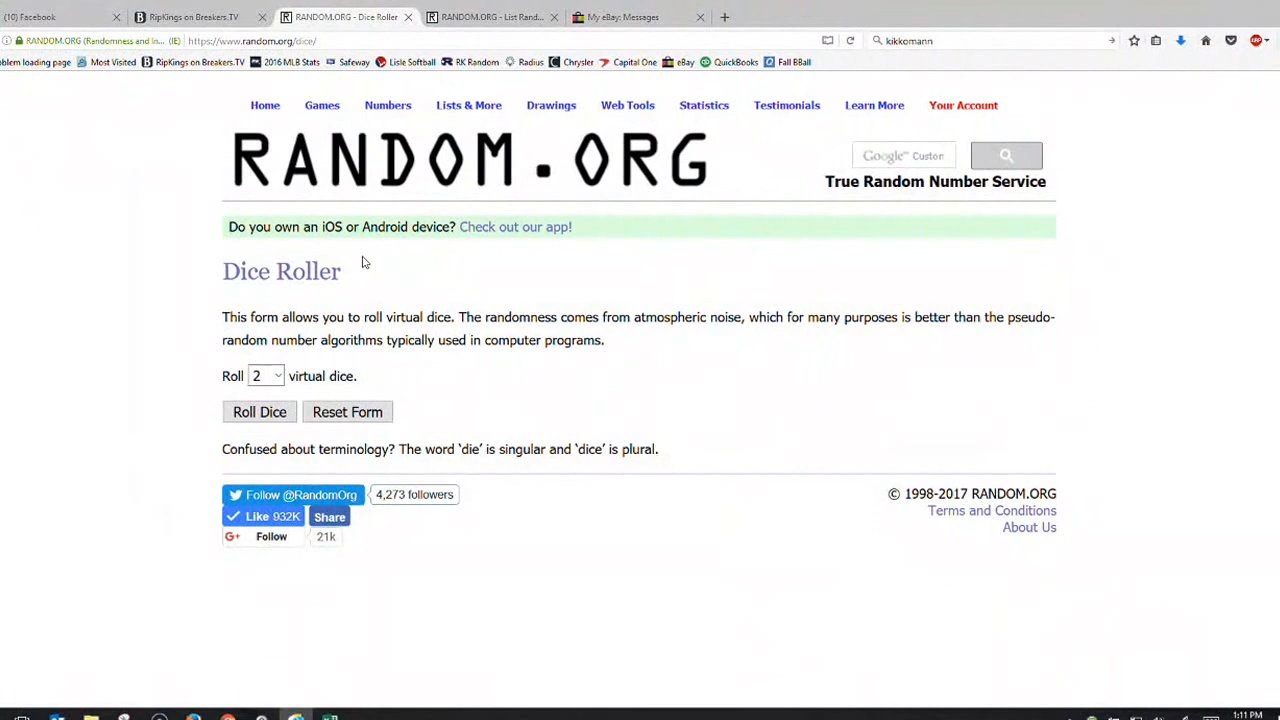 (10) Facebook × RipKings on Breakers.TV × RANDOM.ORG - Dice Roller × RANDOM.ORG - List Rand... × My eBay: Messages × +
RANDOM.ORG (Randomness and In... (IE) https://www.random.org/dice/ kikkomann
oblem loading page Most Visited RipKings on Breakers.TV 2016 MLB Stats Safeway Lisle Softball RK Random Radius Chrysler Capital One eBay QuickBooks Fall BBall
Home Games Numbers Lists & More Drawings Web Tools Statistics Testimonials Learn More Your Account
RANDOM.ORG
Google™ Custon
True Random Number Service
Do you own an iOS or Android device? Check out our app!
Dice Roller
This form allows you to roll virtual dice. The randomness comes from atmospheric noise, which for many purposes is better than the pseudo-
random number algorithms typically used in computer programs.
Roll 2 virtual dice.
Roll Dice Reset Form
Confused about terminology? The word ‘die’ is singular and ‘dice’ is plural.
Follow @RandomOrg 4,273 followers
Like 932K Share
G+ Follow 21k
© 1998-2017 RANDOM.ORG
Terms and Conditions
About Us
1:11 PM